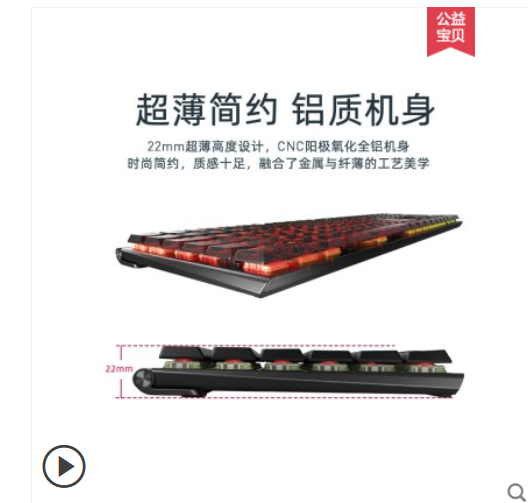 公益
宝贝
超薄简约 铝质机身
22mm超薄高度设计，CNC阳极氧化全铝机身
时尚简约，质感十足，融合了金属与纤薄的工艺美学
22mm